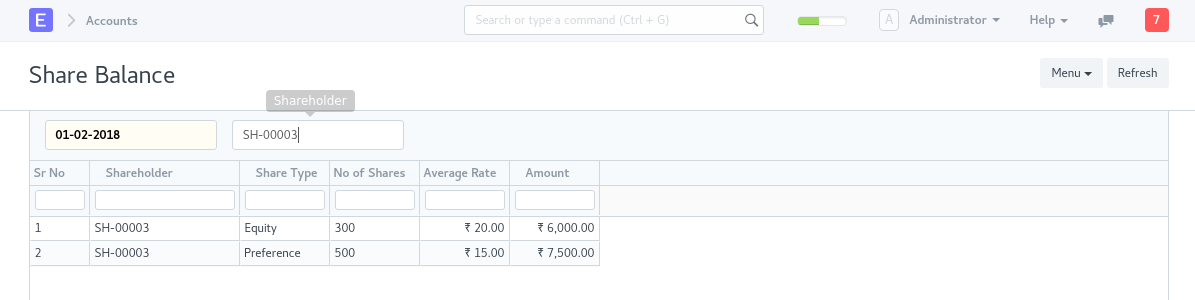 E Accounts Search or type a command (Ctrl + G) A Administrator Help 7
Share Balance Menu Refresh
Shareholder
01-02-2018 SH-00003
Sr No Shareholder Share Type No of Shares Average Rate Amount
1 SH-00003 Equity 300 ₹ 20.00 ₹ 6,000.00
2 SH-00003 Preference 500 ₹ 15.00 ₹ 7,500.00